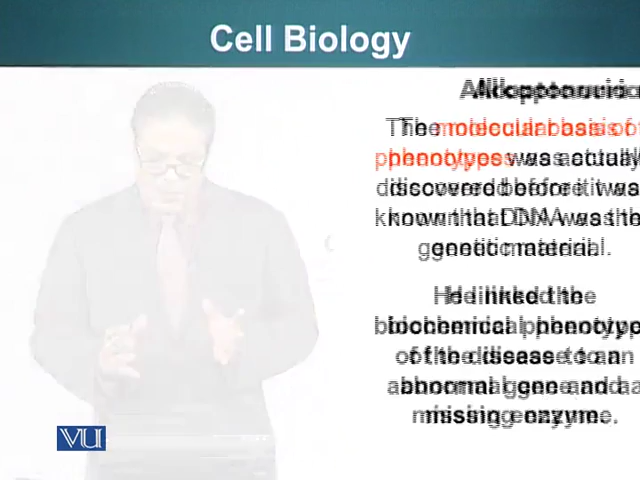 Cell Biology
Alkaptonuria
The molecular basis of
phenotypes was actually
discovered before it was
known that DNA was the
genetic material.
He linked the
biochemical phenotype
of the disease to an
abnormal gene and a
missing enzyme.
VU